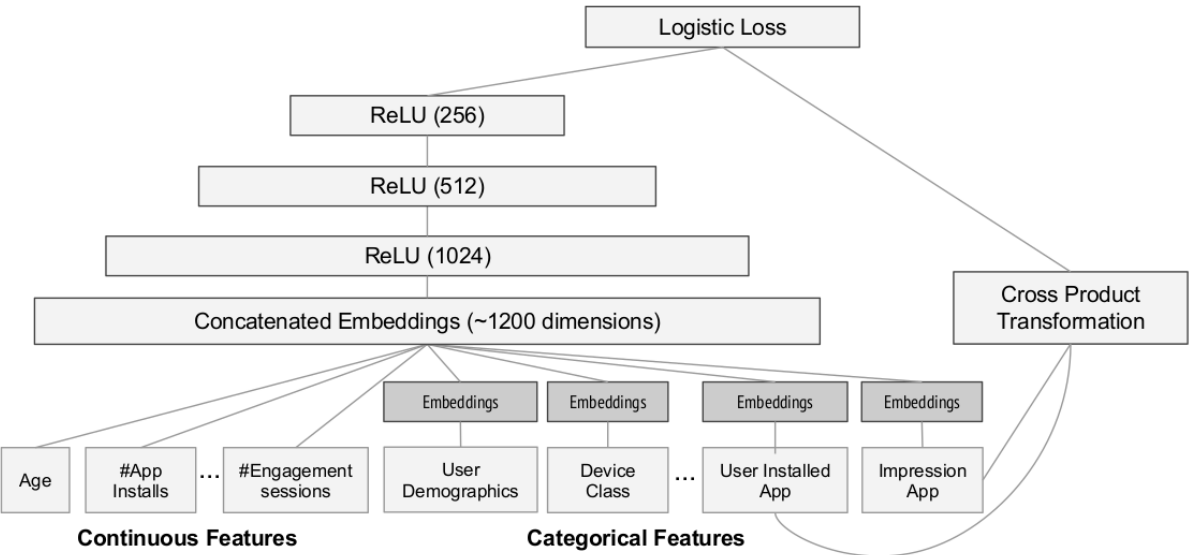 Logistic Loss
ReLU (256)
ReLU (512)
ReLU (1024)
Cross Product
Transformation
Concatenated Embeddings (~1200 dimensions)
Embeddings
Embeddings
Embeddings
Embeddings
Age
#App
Installs
...
#Engagement
sessions
User
Demographics
Device
Class
...
User Installed
App
Impression
App
Continuous Features
Categorical Features